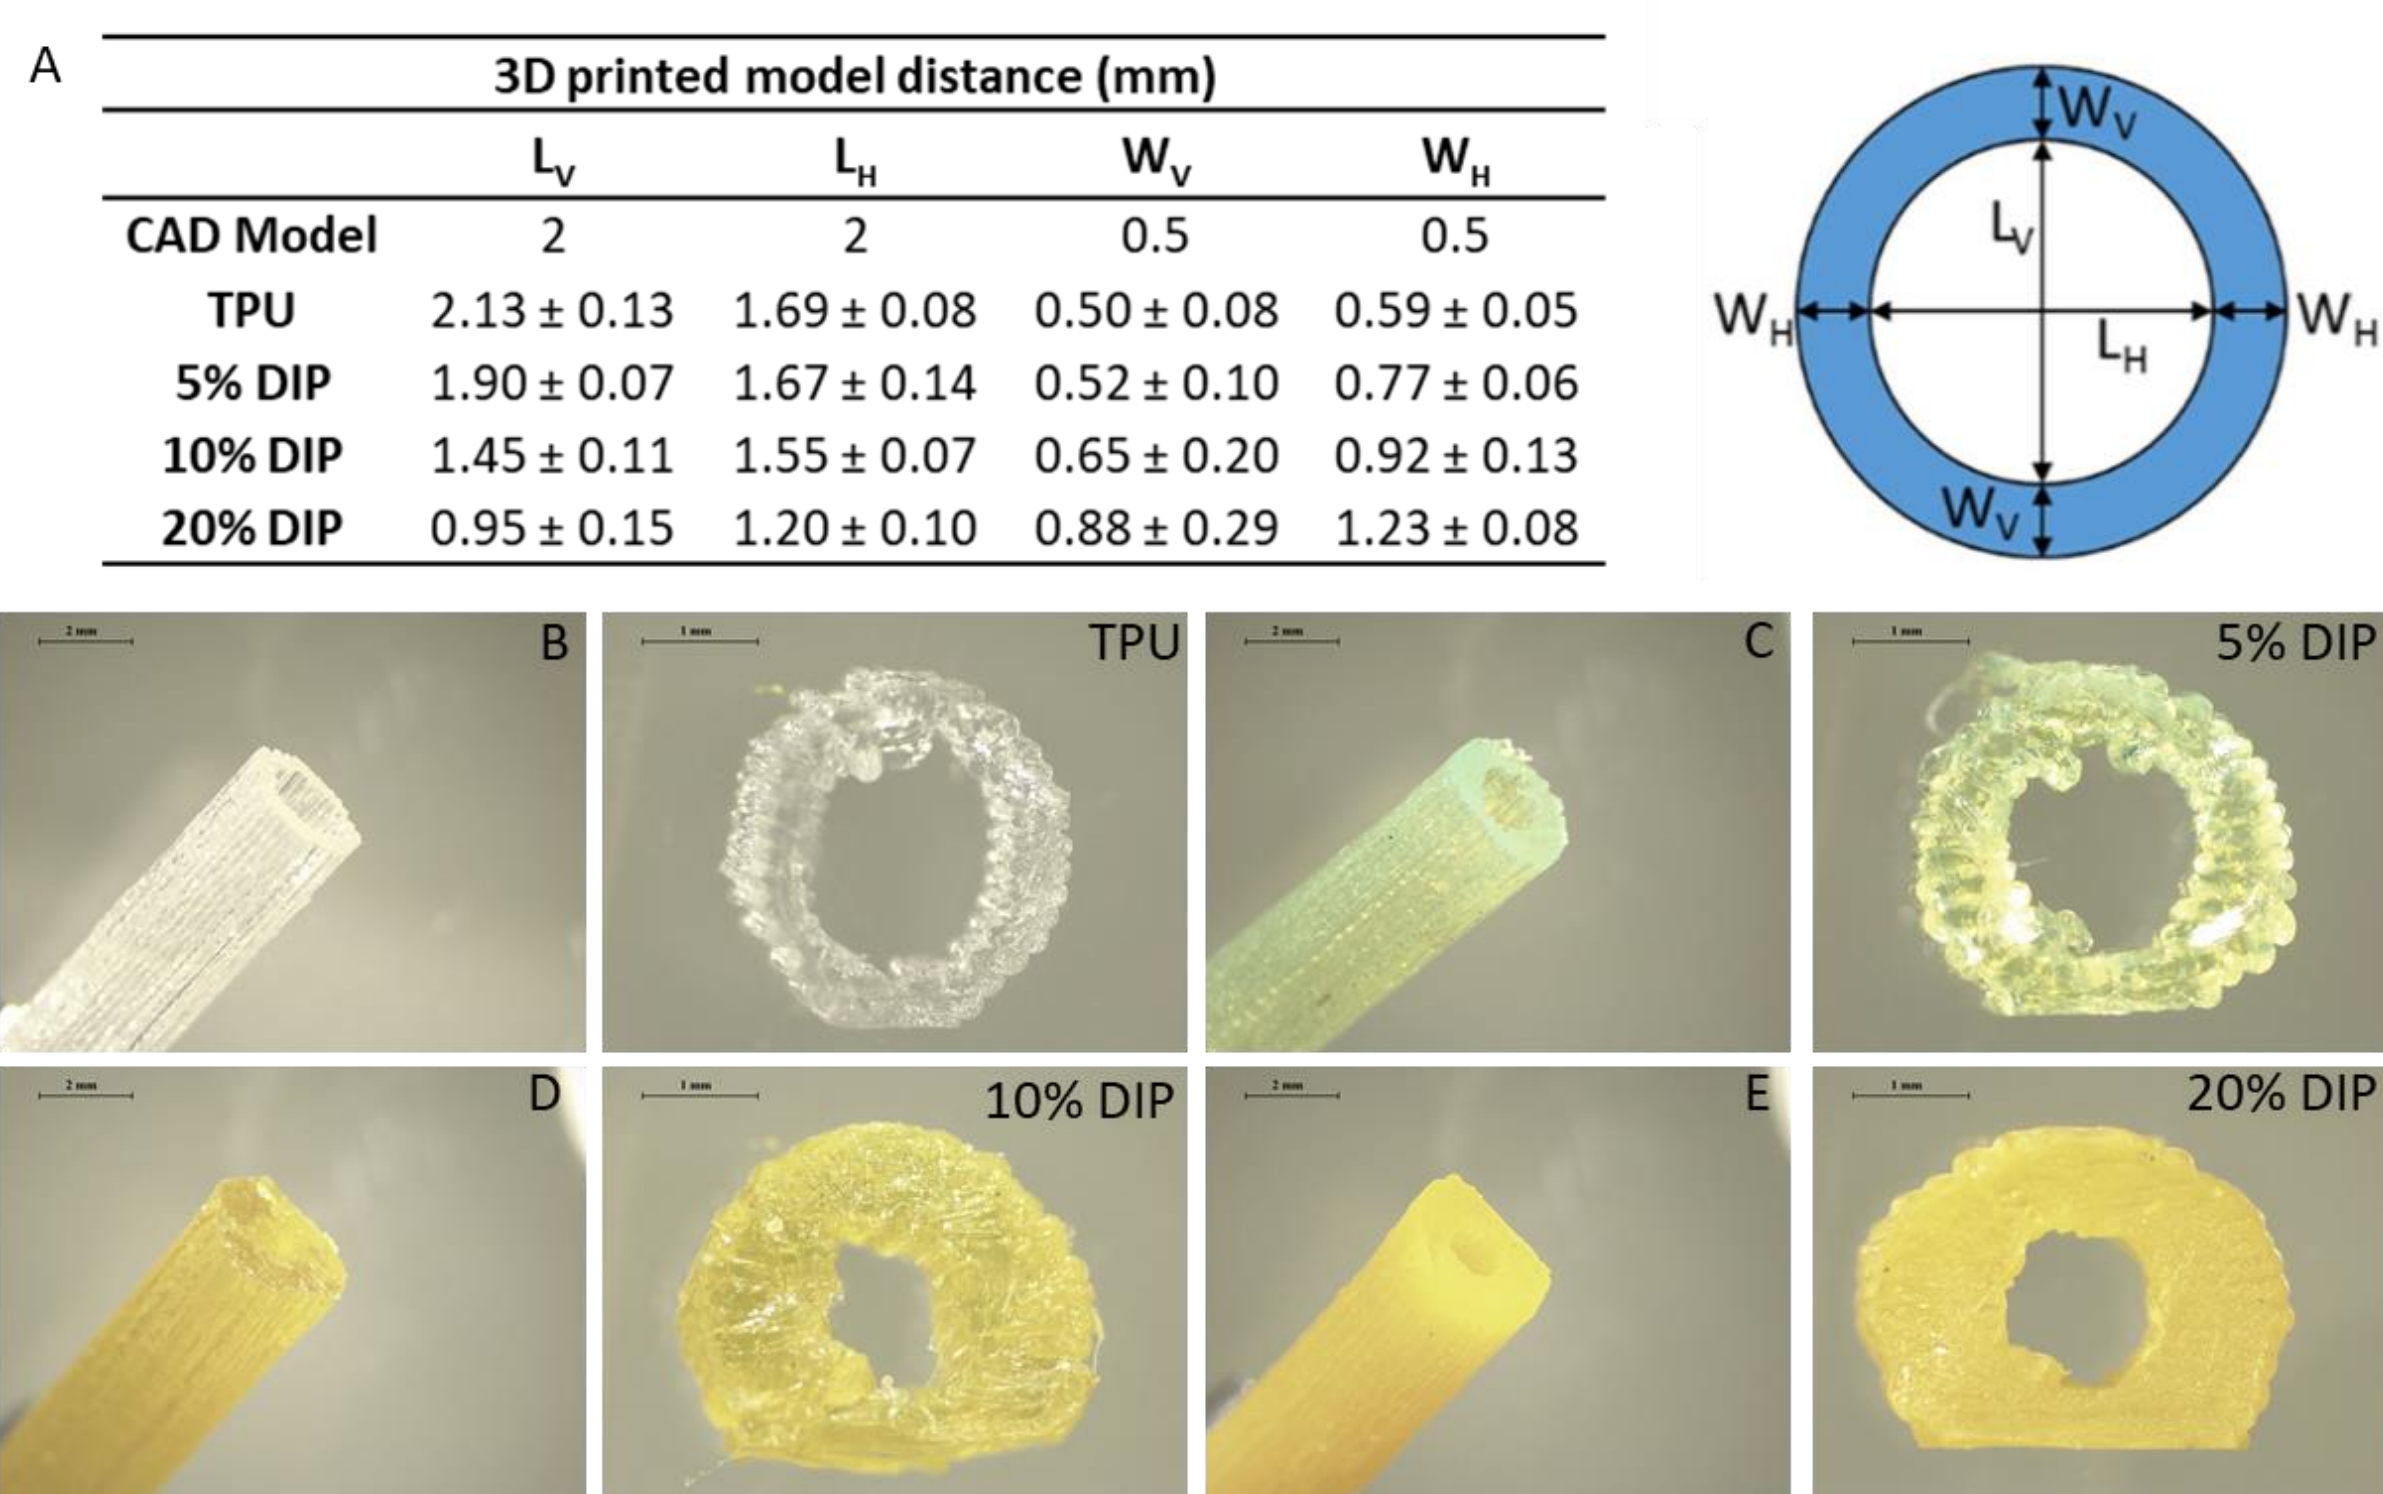 A
3D printed model distance (mm)
L_V L_H W_V W_H
CAD Model 2 2 0.5 0.5
TPU 2.13 ± 0.13 1.69 ± 0.08 0.50 ± 0.08 0.59 ± 0.05
5% DIP 1.90 ± 0.07 1.67 ± 0.14 0.52 ± 0.10 0.77 ± 0.06
10% DIP 1.45 ± 0.11 1.55 ± 0.07 0.65 ± 0.20 0.92 ± 0.13
20% DIP 0.95 ± 0.15 1.20 ± 0.10 0.88 ± 0.29 1.23 ± 0.08
W_V
L_V
W_H W_H
L_H
W_V
2 mm B
1 mm TPU
2 mm C
1 mm 5% DIP
2 mm D
1 mm 10% DIP
2 mm E
1 mm 20% DIP